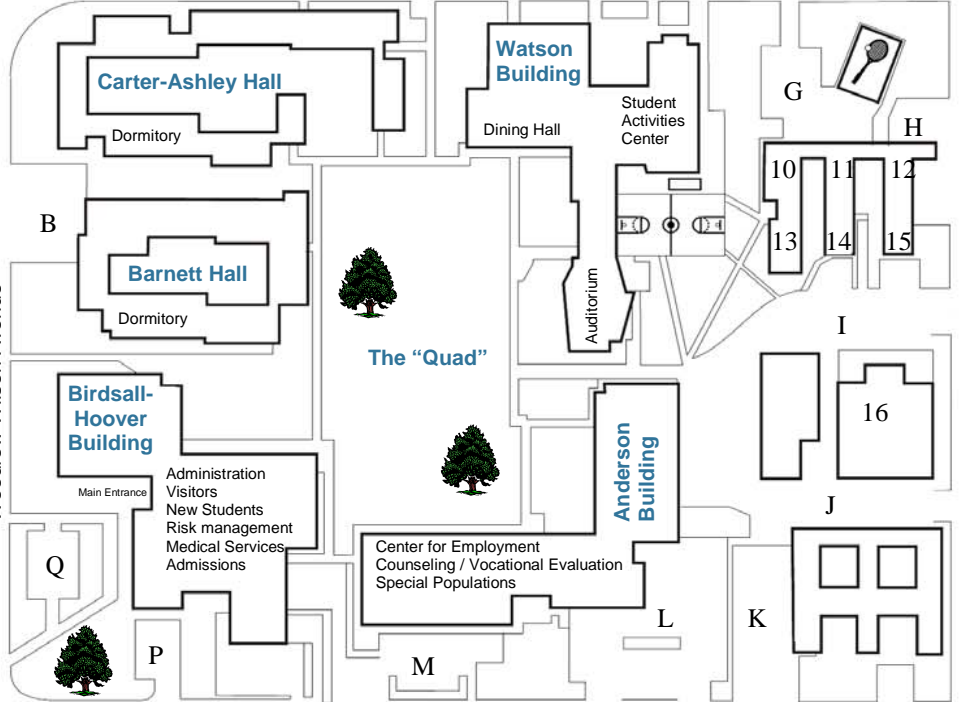 Carter-Ashley Hall
Dormitory
Watson
Building
Dining Hall
Student
Activities
Center
G
H
10
11
12
13
14
15
B
Barnett Hall
Dormitory
Auditorium
The “Quad”
I
Birdsall-
Hoover
Building
Main Entrance
Administration
Visitors
New Students
Risk management
Medical Services
Admissions
Anderson
Building
16
J
Center for Employment
Counseling / Vocational Evaluation
Special Populations
Q
P
M
L
K